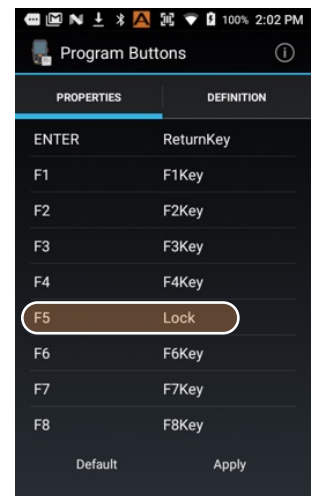 100% 2:02 PM
Program Buttons
PROPERTIES DEFINITION
ENTER ReturnKey
F1 F1Key
F2 F2Key
F3 F3Key
F4 F4Key
F5 Lock
F6 F6Key
F7 F7Key
F8 F8Key
Default Apply